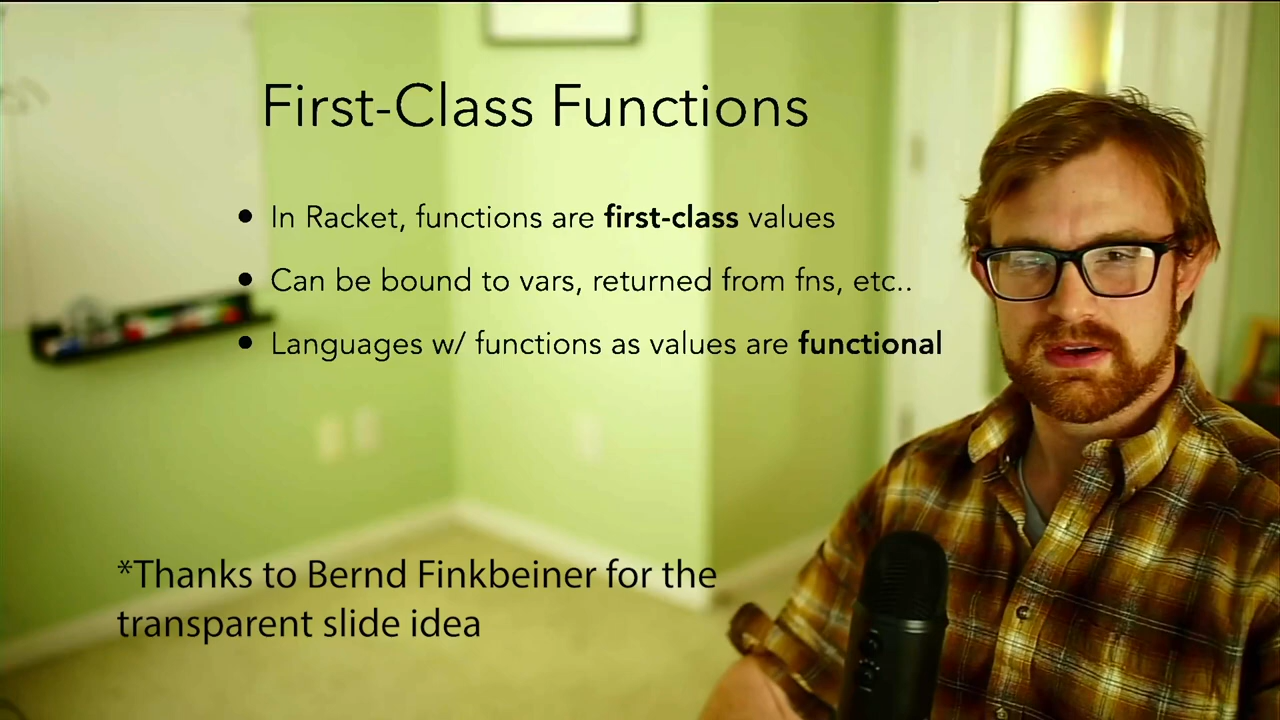 First-Class Functions
• In Racket, functions are first-class values
• Can be bound to vars, returned from fns, etc..
• Languages w/ functions as values are functional
*Thanks to Bernd Finkbeiner for the
transparent slide idea